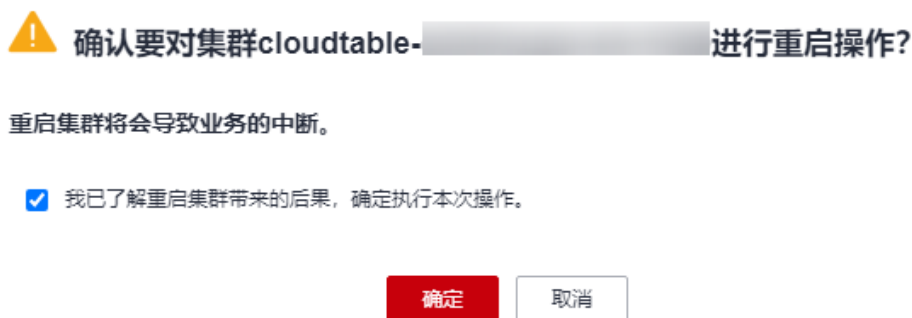 确认要对集群cloudtable-进行重启操作?
重启集群将会导致业务的中断。
我已了解重启集群带来的后果，确定执行本次操作。
确定 取消